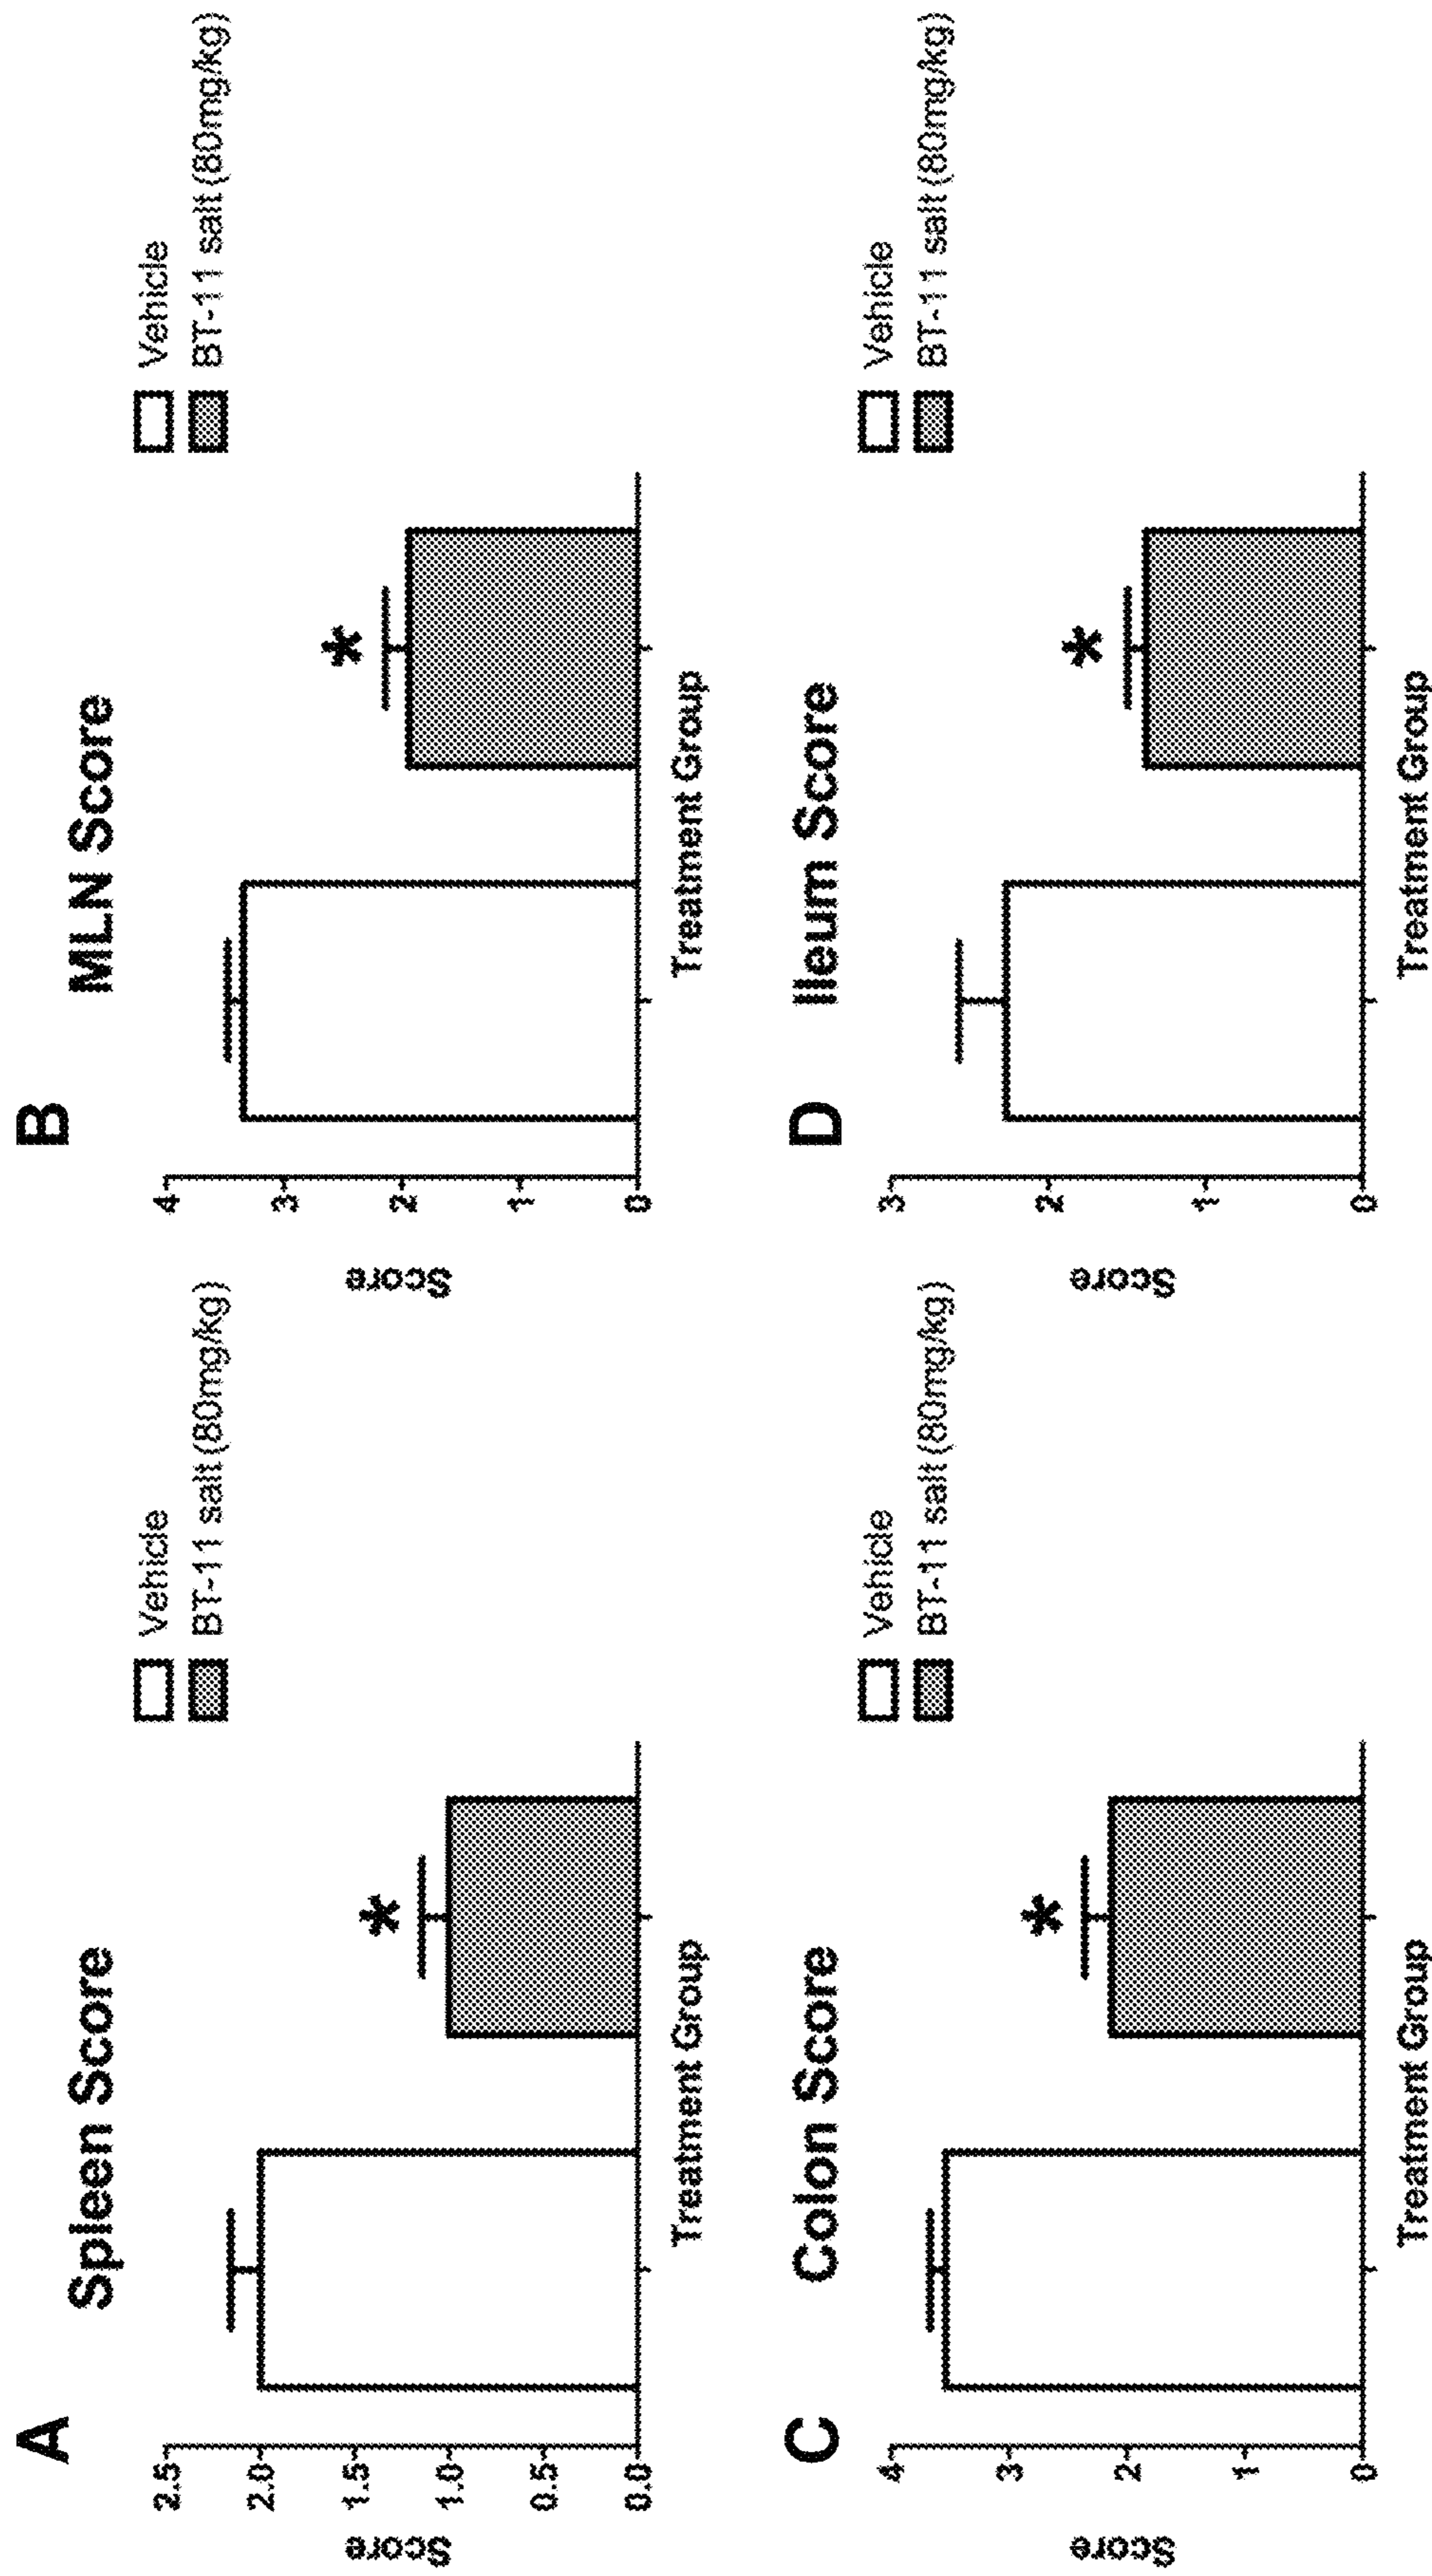 A
Spleen Score
Vehicle
BT-11 salt (80mg/kg)
Score
2.5
2.0
1.5
1.0
0.5
0.0
*
Treatment Group
B
MLN Score
Vehicle
BT-11 salt (80mg/kg)
Score
4
3
2
1
0
*
Treatment Group
C
Colon Score
Vehicle
BT-11 salt (80mg/kg)
Score
4
3
2
1
0
*
Treatment Group
D
Ileum Score
Vehicle
BT-11 salt (80mg/kg)
Score
3
2
1
0
*
Treatment Group